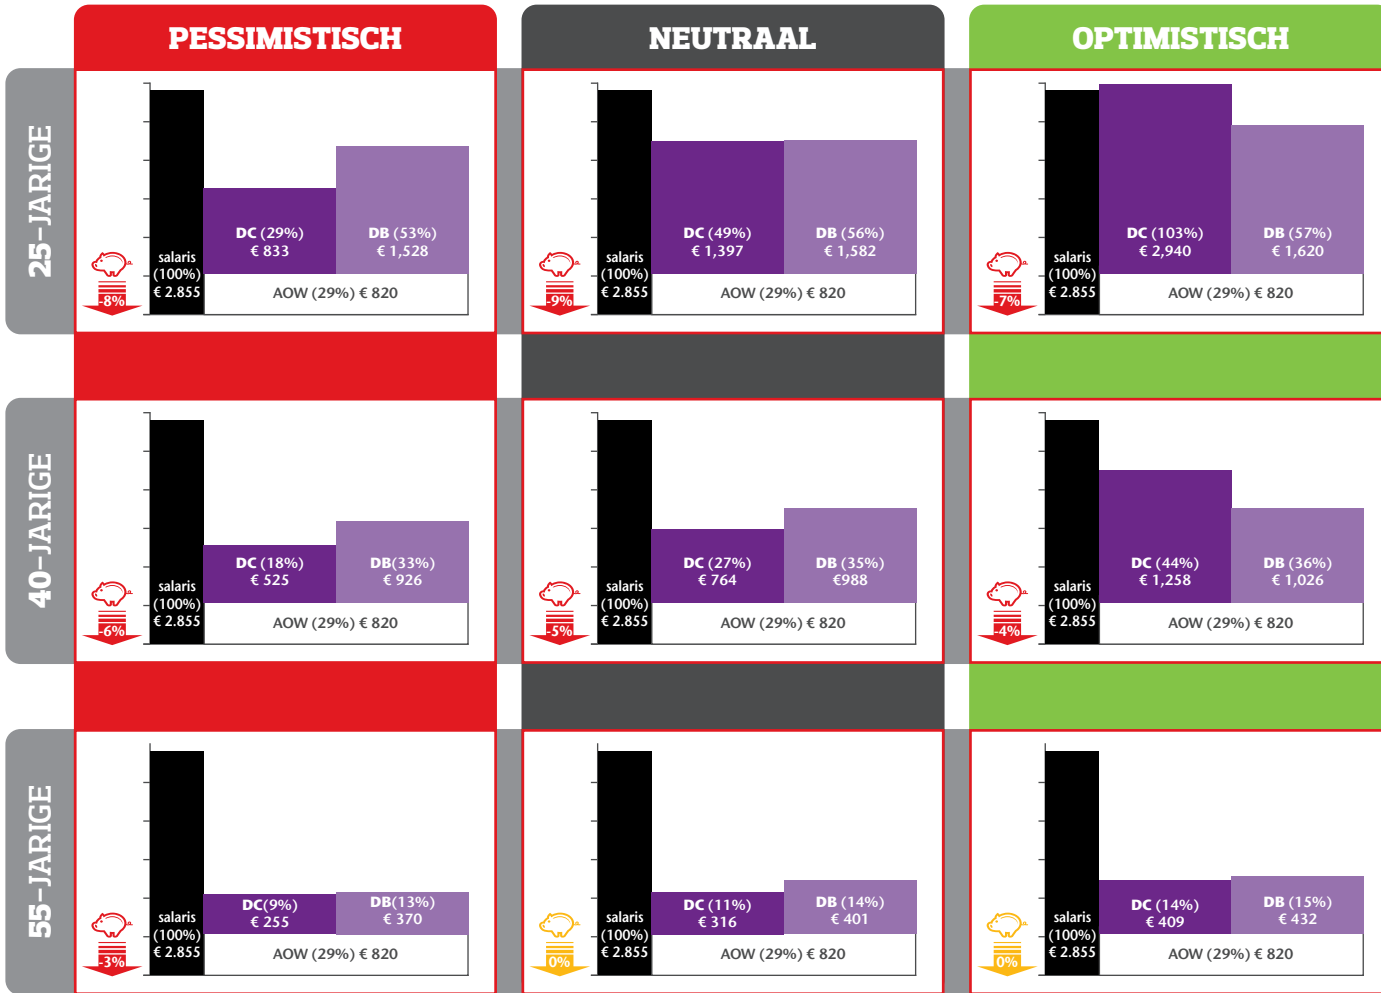 PESSIMISTISCH
NEUTRAAL
OPTIMISTISCH
25-JARIGE
-8%
salaris
(100%)
€ 2.855
DC (29%)
€ 833
DB (53%)
€ 1,528
AOW (29%) € 820
-9%
salaris
(100%)
€ 2.855
DC (49%)
€ 1,397
DB (56%)
€ 1,582
AOW (29%) € 820
-7%
salaris
(100%)
€ 2.855
DC (103%)
€ 2,940
DB (57%)
€ 1,620
AOW (29%) € 820
40-JARIGE
-6%
salaris
(100%)
€ 2.855
DC (18%)
€ 525
DB(33%)
€ 926
AOW (29%) € 820
-5%
salaris
(100%)
€ 2.855
DC (27%)
€ 764
DB (35%)
€988
AOW (29%) € 820
-4%
salaris
(100%)
€ 2.855
DC (44%)
€ 1,258
DB (36%)
€ 1,026
AOW (29%) € 820
55-JARIGE
-3%
salaris
(100%)
€ 2.855
DC(9%)
€ 255
DB(13%)
€ 370
AOW (29%) € 820
0%
salaris
(100%)
€ 2.855
DC (11%)
€ 316
DB (14%)
€ 401
AOW (29%) € 820
0%
salaris
(100%)
€ 2.855
DC (14%)
€ 409
DB (15%)
€ 432
AOW (29%) € 820